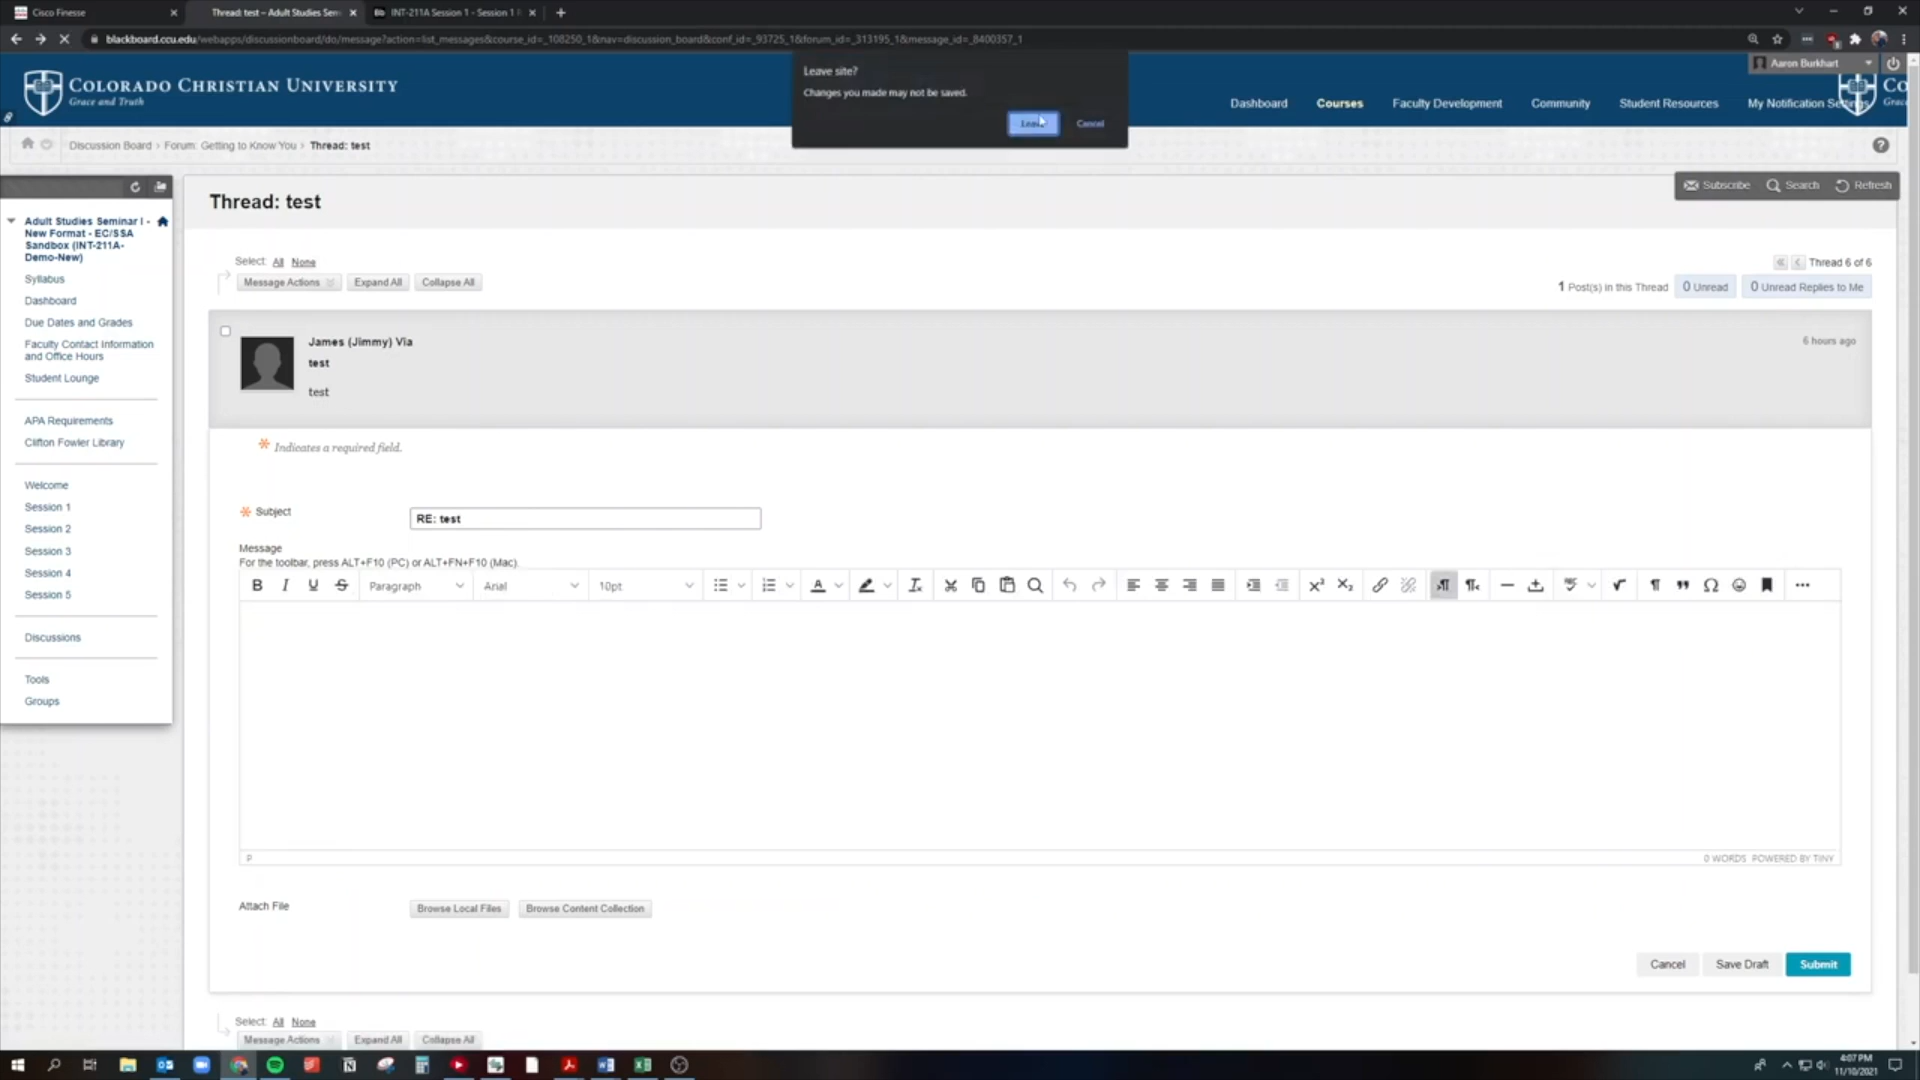 Cisco Finesse
Thread: test – Adult Studies Sem
INT-211A Session 1 - Session 1
blackboard.ccu.edu/webapps/discussionboard/do/message?action=list_messages&course_id=_108250_1&nav=discussion_board&conf_id=_93725_1&forum_id=_313195_1&message_id=_8400357_1
Leave site?
Changes you made may not be saved.
Cancel
Aaron Burkhart
COLORADO CHRISTIAN UNIVERSITY
Grace and Truth
Dashboard
Courses
Faculty Development
Community
Student Resources
My Notification
Discussion Board
Forum: Getting to Know You
Thread: test
Thread: test
Subscribe
Search
Refresh
Adult Studies Seminar I -
New Format - EC/SSA
Sandbox (INT-211A-
Demo-New)
Syllabus
Dashboard
Due Dates and Grades
Faculty Contact Information
and Office Hours
Student Lounge
APA Requirements
Clifton Fowler Library
Welcome
Session 1
Session 2
Session 3
Session 4
Session 5
Discussions
Tools
Groups
Select: All None
Message Actions
Expand All
Collapse All
Thread 6 of 6
1 Post(s) in this Thread
0 Unread
0 Unread Replies to Me
James (Jimmy) Via
6 hours ago
test
test
Indicates a required field.
Subject
RE: test
Message
For the toolbar, press ALT+F10 (PC) or ALT+FN+F10 (Mac).
Paragraph
Arial
10pt
P
0 WORDS POWERED BY TINY
Attach File
Browse Local Files
Browse Content Collection
Cancel
Save Draft
Submit
Select: All None
Message Actions
Expand All
Collapse All
4:07 PM
11/10/2021